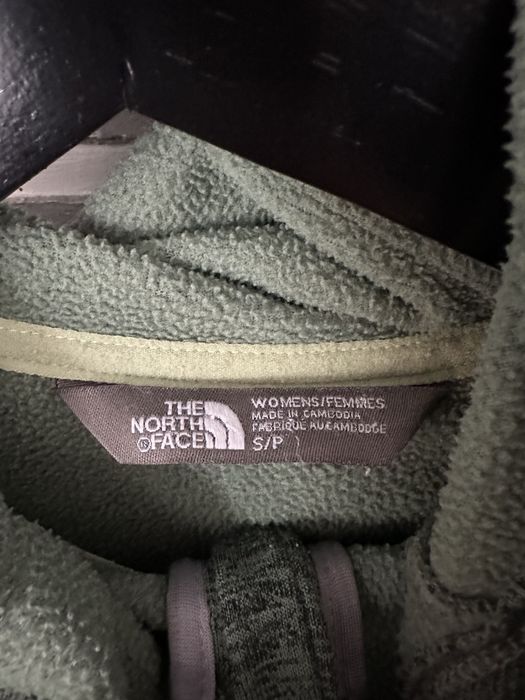 THE
NORTH
FACE
WOMENS/FEMMES
MADE IN CAMBODIA
FABRIQUE AU CAMBODGE
S/P